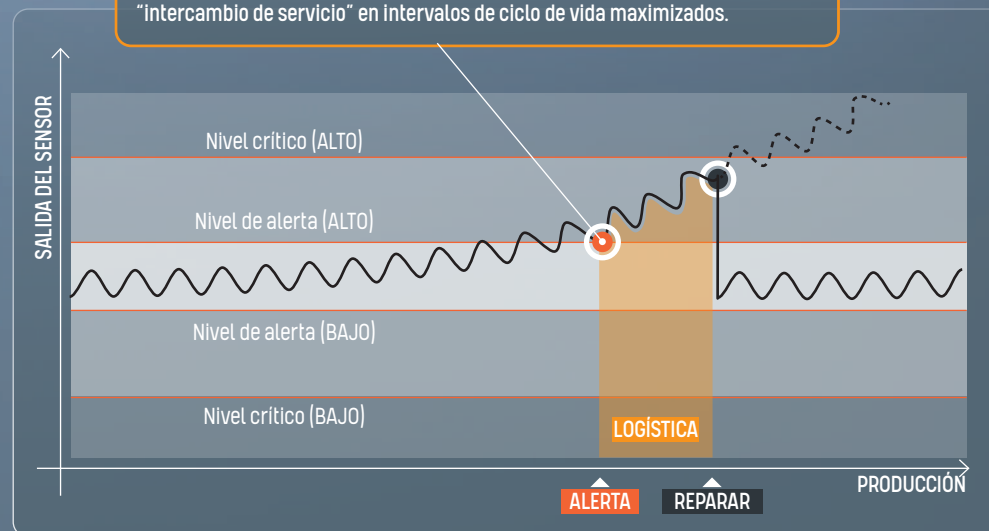 “intercambio de servicio” en intervalos de ciclo de vida maximizados.
SALIDA DEL SENSOR
Nivel crítico (ALTO)
Nivel de alerta (ALTO)
Nivel de alerta (BAJO)
Nivel crítico (BAJO)
LOGÍSTICA
PRODUCCIÓN
ALERTA
REPARAR